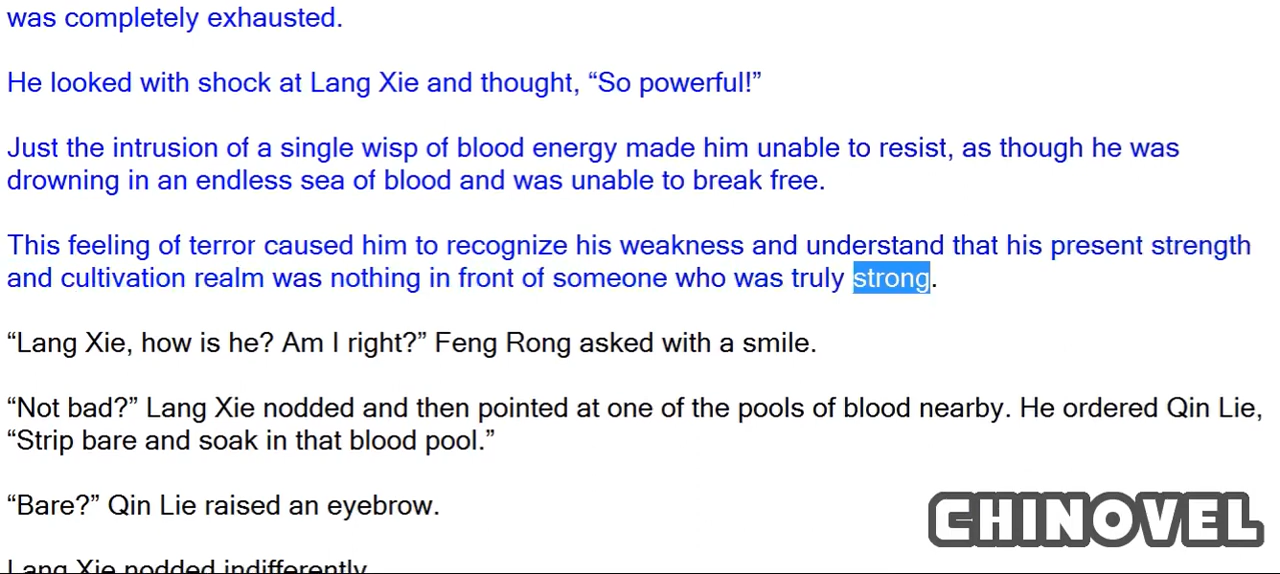 was completely exhausted.
He looked with shock at Lang Xie and thought, “So powerful!”
Just the intrusion of a single wisp of blood energy made him unable to resist, as though he was
drowning in an endless sea of blood and was unable to break free.
This feeling of terror caused him to recognize his weakness and understand that his present strength
and cultivation realm was nothing in front of someone who was truly strong.
“Lang Xie, how is he? Am I right?” Feng Rong asked with a smile.
“Not bad?” Lang Xie nodded and then pointed at one of the pools of blood nearby. He ordered Qin Lie,
“Strip bare and soak in that blood pool.”
“Bare?” Qin Lie raised an eyebrow.
CHINOVEL
Lang Xie nodded indifferently